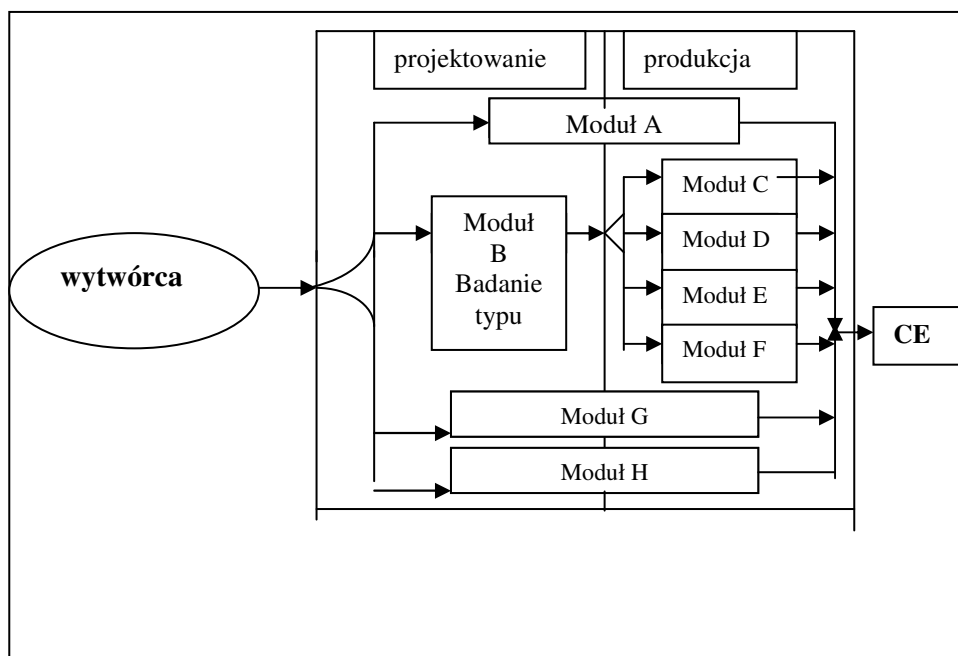 projektowanie
produkcja
Moduł A
Moduł C
Moduł
B
Badanie
typu
Moduł D
wytwórca
Moduł E
Moduł F
CE
Moduł G
Moduł H